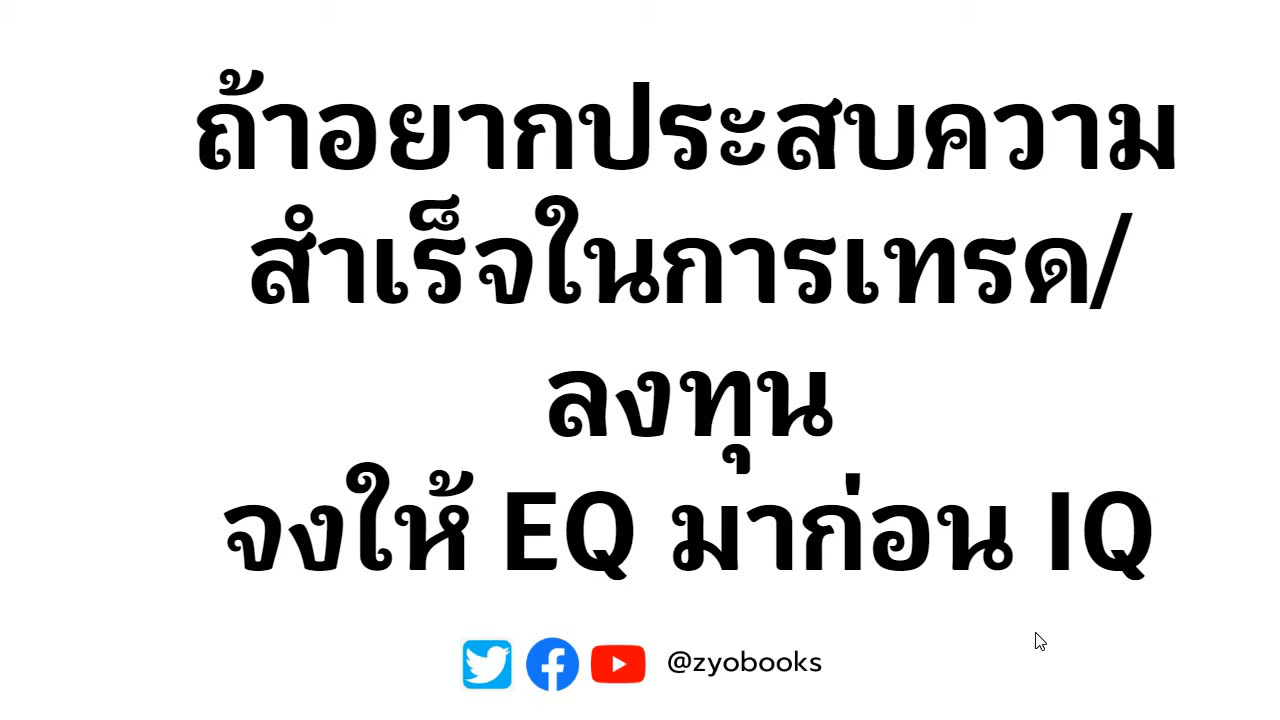 ถ้าอยากประสบความ
สำเร็จในการเทรด/
ลงทุน
จงให้ EQ มาก่อน IQ
@zyobooks